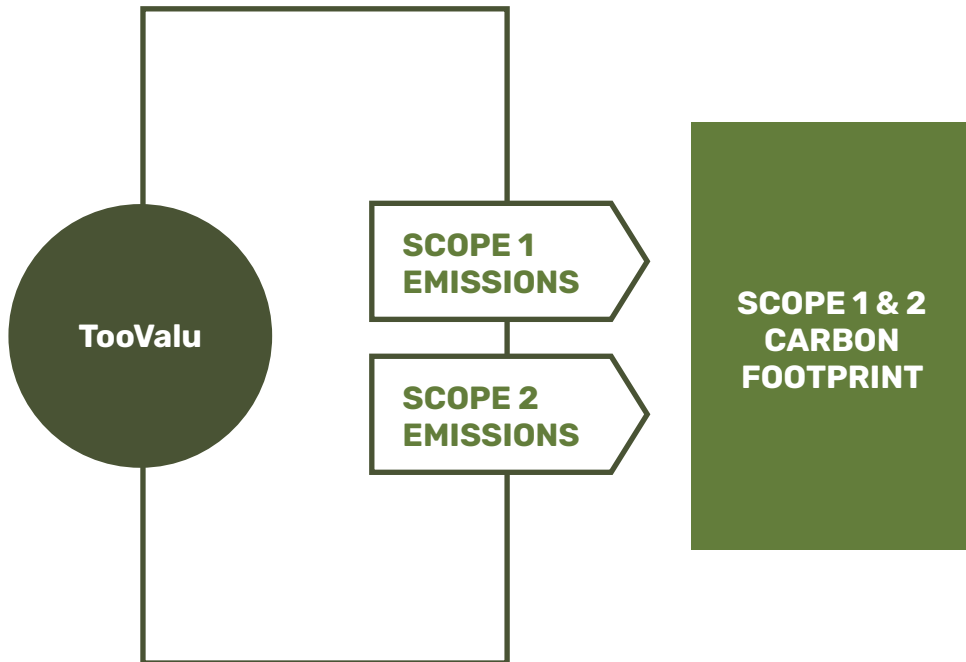 TooValu
SCOPE 1
EMISSIONS
SCOPE 2
EMISSIONS
SCOPE 1 & 2
CARBON
FOOTPRINT